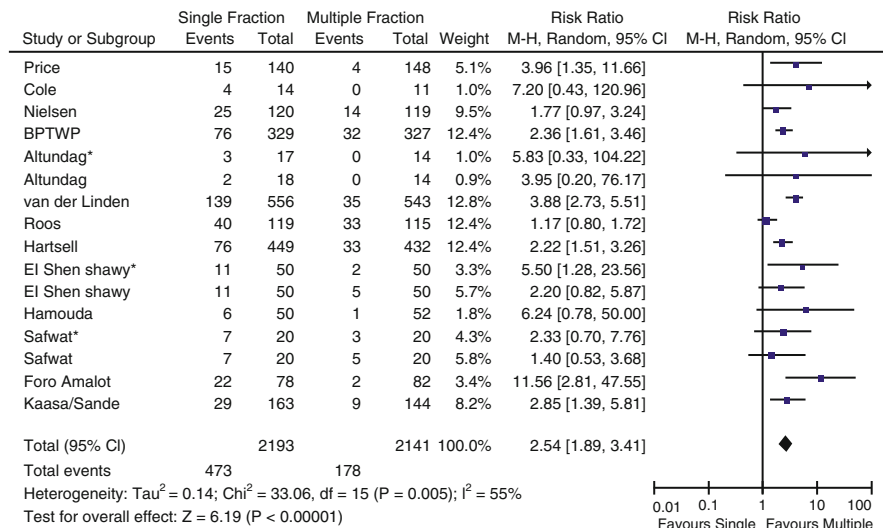 Single Fraction Multiple Fraction Risk Ratio Risk Ratio
Study or Subgroup Events Total Events Total Weight M-H, Random, 95% CI M-H, Random, 95% CI
Price 15 140 4 148 5.1% 3.96 [1.35, 11.66]
Cole 4 14 0 11 1.0% 7.20 [0.43, 120.96]
Nielsen 25 120 14 119 9.5% 1.77 [0.97, 3.24]
BPTWP 76 329 32 327 12.4% 2.36 [1.61, 3.46]
Altundag* 3 17 0 14 1.0% 5.83 [0.33, 104.22]
Altundag 2 18 0 14 0.9% 3.95 [0.20, 76.17]
van der Linden 139 556 35 543 12.8% 3.88 [2.73, 5.51]
Roos 40 119 33 115 12.4% 1.17 [0.80, 1.72]
Hartsell 76 449 33 432 12.4% 2.22 [1.51, 3.26]
EI Shen shawy* 11 50 2 50 3.3% 5.50 [1.28, 23.56]
EI Shen shawy 11 50 5 50 5.7% 2.20 [0.82, 5.87]
Hamouda 6 50 1 52 1.8% 6.24 [0.78, 50.00]
Safwat* 7 20 3 20 4.3% 2.33 [0.70, 7.76]
Safwat 7 20 5 20 5.8% 1.40 [0.53, 3.68]
Foro Amalot 22 78 2 82 3.4% 11.56 [2.81, 47.55]
Kaasa/Sande 29 163 9 144 8.2% 2.85 [1.39, 5.81]
Total (95% CI) 2193 2141 100.0% 2.54 [1.89, 3.41]
Total events 473 178
Heterogeneity: Tau² = 0.14; Chi² = 33.06, df = 15 (P = 0.005); I² = 55%
Test for overall effect: Z = 6.19 (P < 0.00001)
0.01 0.1 1 10 100
Favours Single Favours Multiple